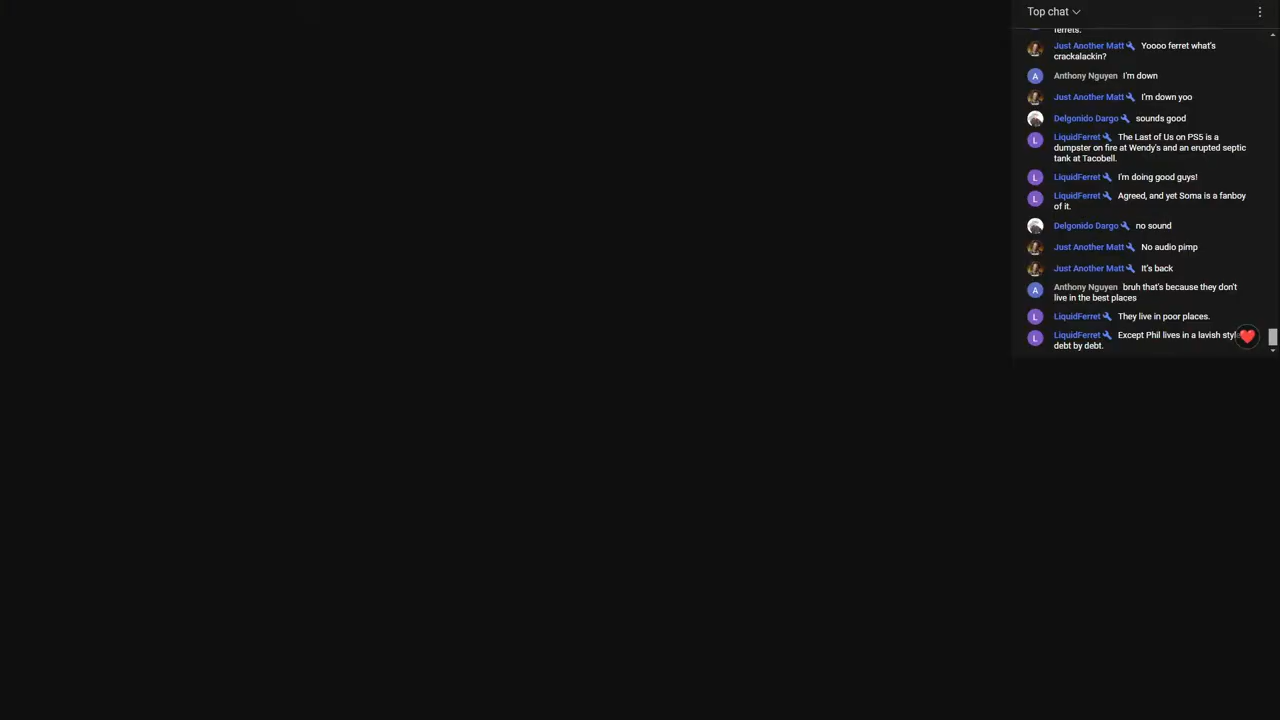 Top chat
ferrets.
Just Another Matt Yoooo ferret what's
crackalackin?
A Anthony Nguyen I'm down
Just Another Matt I'm down yoo
Delgonido Dargo sounds good
L LiquidFerret The Last of Us on PS5 is a
dumpster on fire at Wendy's and an erupted septic
tank at Tacobell.
L LiquidFerret I'm doing good guys!
L LiquidFerret Agreed, and yet Soma is a fanboy
of it.
Delgonido Dargo no sound
Just Another Matt No audio pimp
Just Another Matt It's back
A Anthony Nguyen bruh that's because they don't
live in the best places
L LiquidFerret They live in poor places.
L LiquidFerret Except Phil lives in a lavish style
debt by debt.